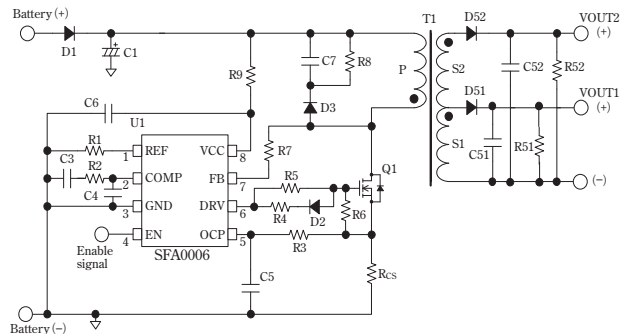 Battery (+)
D1
C1
C7
R8
R9
D3
T1
P
S2
S1
D52
VOUT2
(+)
C52
R52
D51
VOUT1
(+)
C51
R51
(-)
C6
U1
R1
1
REF
VCC
8
R7
C3
R2
2
COMP
FB
7
Q1
C4
R5
3
GND
DRV
6
R4
D2
R6
4
EN
OCP
5
R3
Enable
signal
SFA0006
C5
RCS
Battery (-)